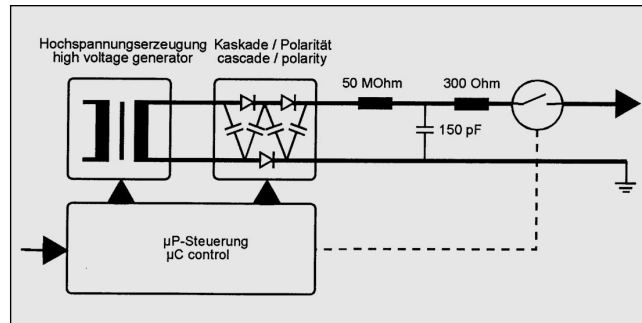 Hochspannungserzeugung
high voltage generator
Kaskade / Polarität
cascade / polarity
50 MOhm
300 Ohm
150 pF
µP-Steuerung
µC control